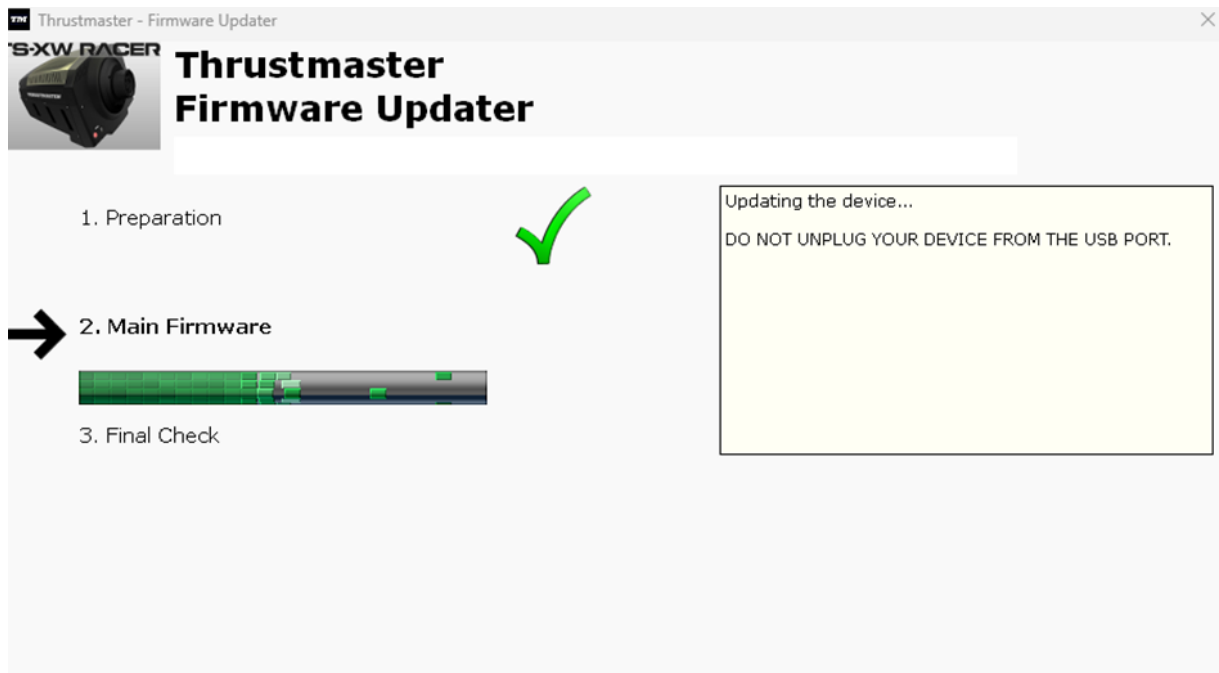 Thrustmaster - Firmware Updater
TS-XW RACER
Thrustmaster
Firmware Updater
1. Preparation
2. Main Firmware
3. Final Check
Updating the device...
DO NOT UNPLUG YOUR DEVICE FROM THE USB PORT.